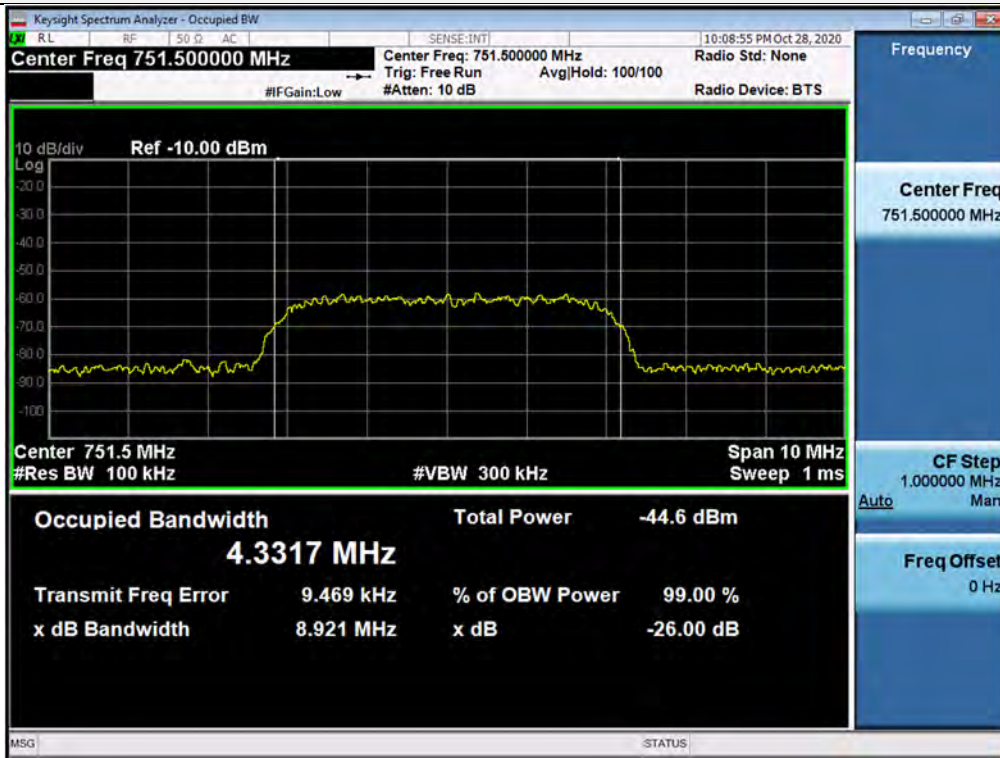 Keysight Spectrum Analyzer - Occupied BW
LXI RL RF 50 Ω AC SENSE:INT 10:08:55 PM Oct 28, 2020
Center Freq 751.500000 MHz
Center Freq: 751.500000 MHz Radio Std: None
Trig: Free Run Avg|Hold: 100/100
#IFGain:Low #Atten: 10 dB Radio Device: BTS
10 dB/div Ref -10.00 dBm
Log
-20.0
-30.0
-40.0
-50.0
-60.0
-70.0
-80.0
-90.0
-100
Center 751.5 MHz Span 10 MHz
#Res BW 100 kHz #VBW 300 kHz Sweep 1 ms
Occupied Bandwidth Total Power -44.6 dBm
4.3317 MHz
Transmit Freq Error 9.469 kHz % of OBW Power 99.00 %
x dB Bandwidth 8.921 MHz x dB -26.00 dB
MSG STATUS
Frequency
Center Freq
751.500000 MHz
CF Step
1.000000 MHz
Auto Man
Freq Offset
0 Hz